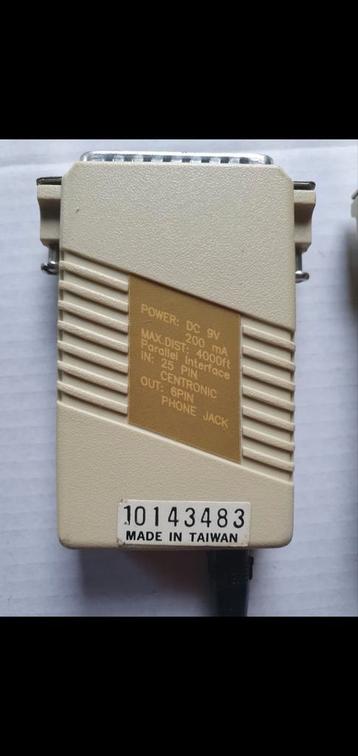 POWER: DC 9V
200 mA
MAX.DIST: 4000ft
Parallel Interface
IN: 25 PIN
CENTRONIC
OUT: 6PIN
PHONE JACK
10143483
MADE IN TAIWAN